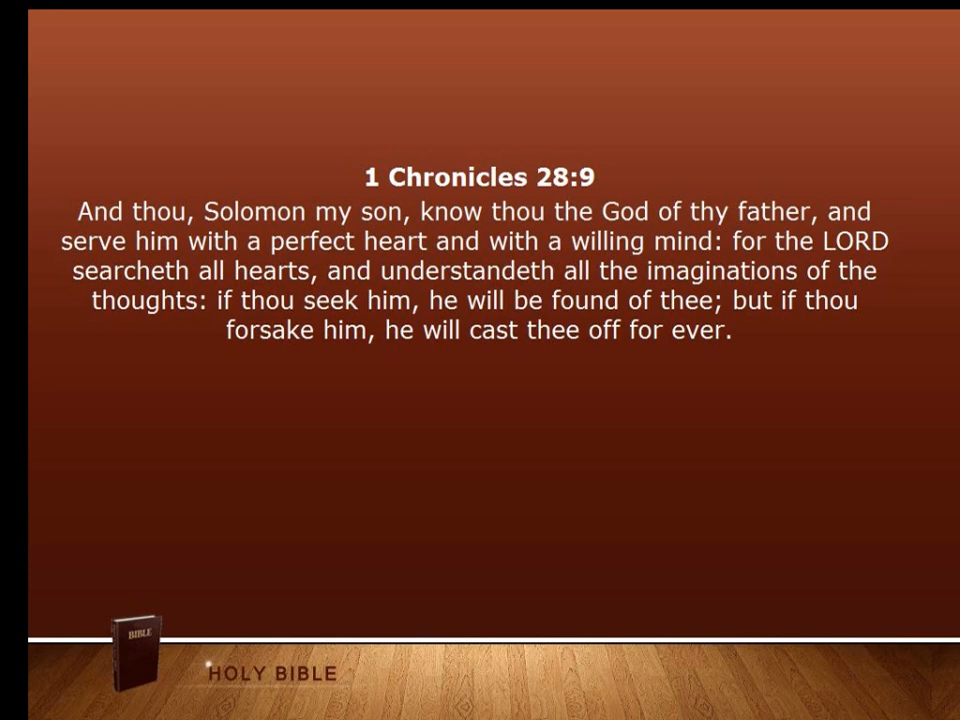 1 Chronicles 28:9
And thou, Solomon my son, know thou the God of thy father, and
serve him with a perfect heart and with a willing mind: for the LORD
searcheth all hearts, and understandeth all the imaginations of the
thoughts: if thou seek him, he will be found of thee; but if thou
forsake him, he will cast thee off for ever.
BIBLE
HOLY BIBLE